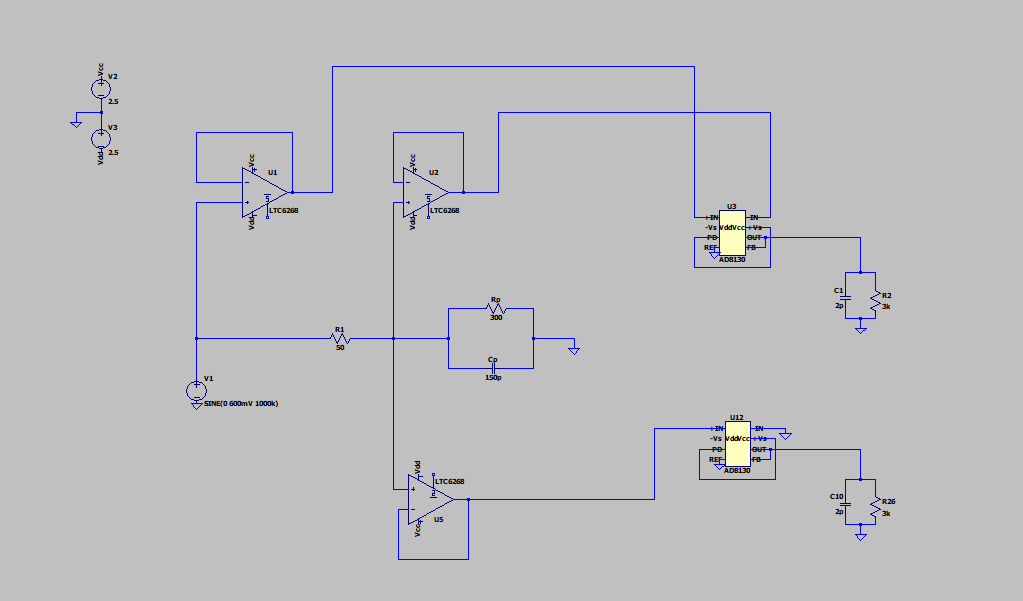 Vcc
V2
2.5
V3
2.5
Vdd
Vcc
U1
LTC6268
Vdd
Vcc
U2
LTC6268
Vdd
U3
+IN
IN
-Vs
Vdd
Vcc
+Vs
PD
OUT
REF
FB
AD8130
C1
2p
R2
3k
Rp
300
R1
50
Cp
150p
V1
SINE(0 600mV 1000k)
U12
+IN
IN
-Vs
Vdd
Vcc
+Vs
PD
OUT
REF
FB
AD8130
Vdd
LTC6268
U5
Vcc
C10
2p
R26
3k